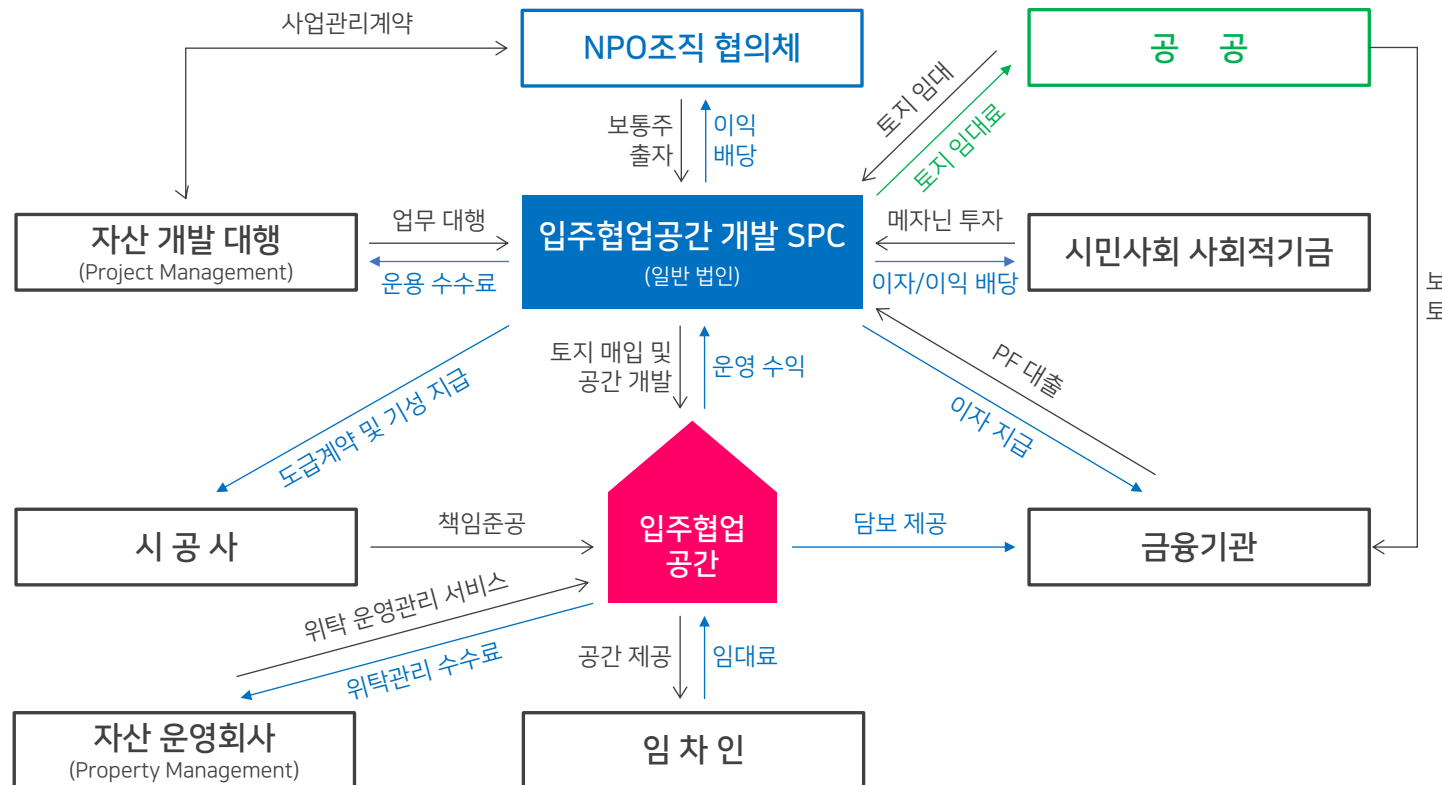 사업관리계약
NPO조직 협의체
공 공
보통주
출자
이익
배당
토지 임대
토지 임대료
자산 개발 대행
(Project Management)
업무 대행
운용 수수료
입주협업공간 개발 SPC
(일반 법인)
메자닌 투자
이자/이익 배당
시민사회 사회적기금
보
토
토지 매입 및
공간 개발
운영 수익
도급계약 및 기성 지급
PF 대출
이자 지급
시 공 사
책임준공
입주협업
공간
담보 제공
금융기관
위탁 운영관리 서비스
위탁관리 수수료
공간 제공
임대료
자산 운영회사
(Property Management)
임 차 인